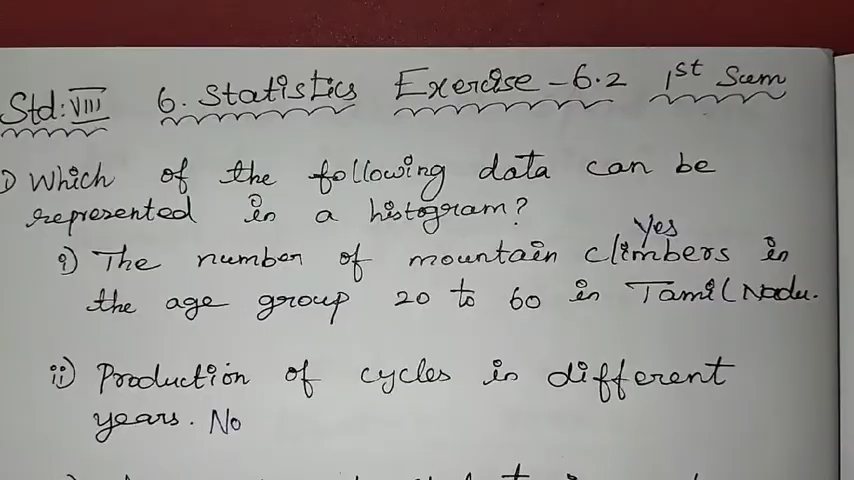 Std: VIII 6. Statistics Exercise - 6.2 1st Sum
1) Which of the following data can be
represented in a histogram?
Yes
i) The number of mountain climbers in
the age group 20 to 60 in Tamil Nadu.
ii) Production of cycles in different
years. No